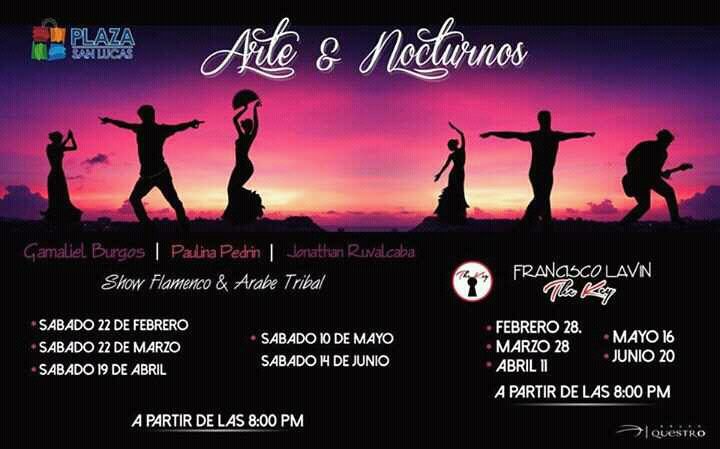 PLAZA
SAN LUCAS
Arte & Nocturnos
Gamaliel Burgos | Paulina Pedrin | Jonathan Ruvalcaba
Show Flamenco & Arabe Tribal
• SABADO 22 DE FEBRERO
• SABADO 22 DE MARZO
• SABADO 19 DE ABRIL
• SABADO 10 DE MAYO
SABADO 14 DE JUNIO
A PARTIR DE LAS 8:00 PM
The Key
FRANCISCO LAVIN
The Key
• FEBRERO 28.
• MARZO 28
• ABRIL 11
• MAYO 16
• JUNIO 20
A PARTIR DE LAS 8:00 PM
GRUPO
QUESTRO